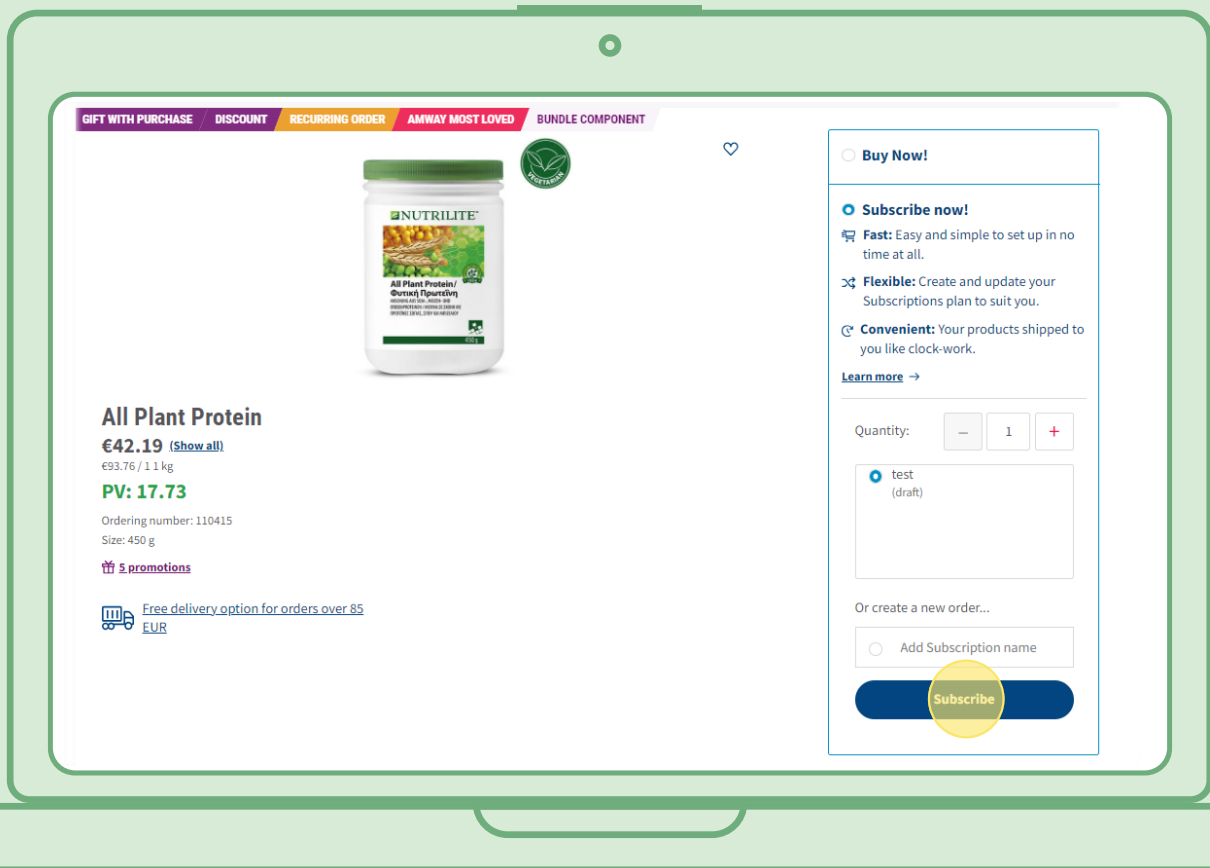 GIFT WITH PURCHASE DISCOUNT RECURRING ORDER AMWAY MOST LOVED BUNDLE COMPONENT
VEGETARIAN
NUTRILITE™
All Plant Protein/
Φυτική Πρωτεΐνη
450 g
All Plant Protein
€42.19 (Show all)
€93.76 / 1 1 kg
PV: 17.73
Ordering number: 110415
Size: 450 g
5 promotions
Free delivery option for orders over 85
EUR
Buy Now!
Subscribe now!
Fast: Easy and simple to set up in no
time at all.
Flexible: Create and update your
Subscriptions plan to suit you.
Convenient: Your products shipped to
you like clock-work.
Learn more →
Quantity: – 1 +
test
(draft)
Or create a new order...
Add Subscription name
Subscribe